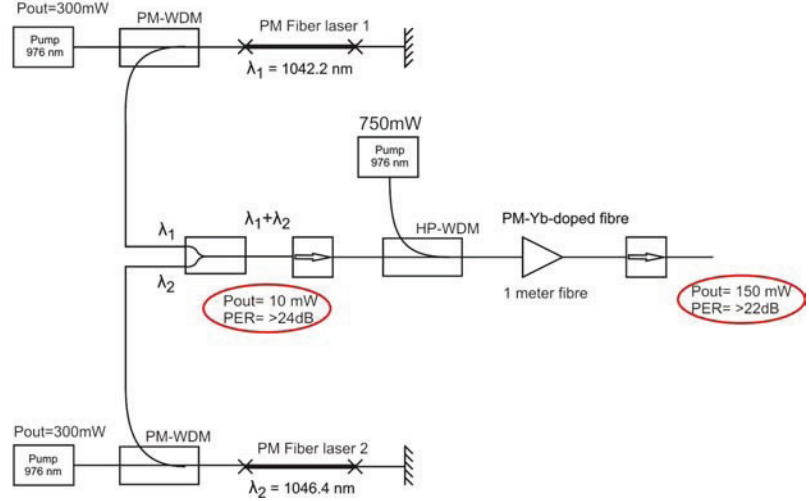 Pout=300mW
PM-WDM
PM Fiber laser 1
Pump
976 nm
λ1 = 1042.2 nm
750mW
Pump
976 nm
λ1
λ1+λ2
HP-WDM
PM-Yb-doped fibre
λ2
1 meter fibre
Pout= 10 mW
PER= >24dB
Pout= 150 mW
PER= >22dB
Pout=300mW
PM-WDM
PM Fiber laser 2
Pump
976 nm
λ2 = 1046.4 nm